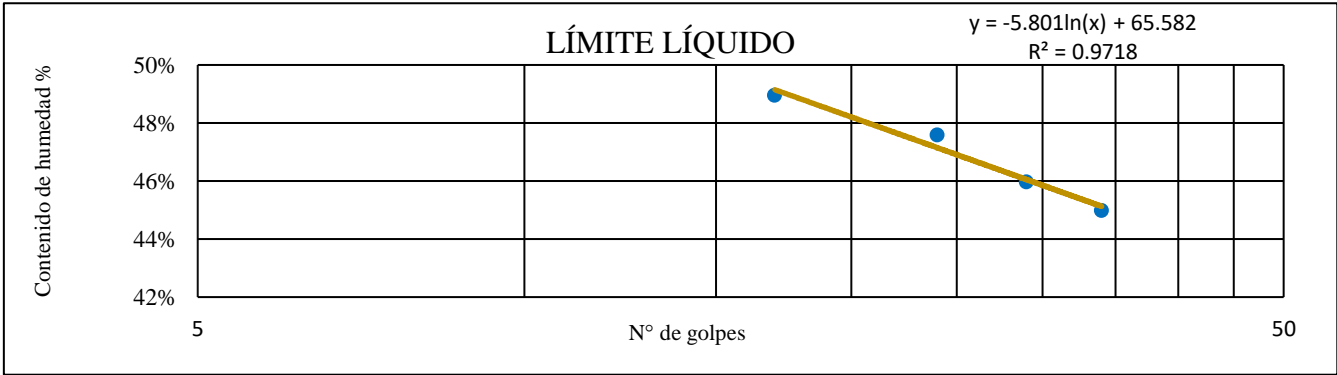 LÍMITE LÍQUIDO
y = -5.801ln(x) + 65.582
R² = 0.9718
Contenido de humedad %
50%
48%
46%
44%
42%
5
50
N° de golpes